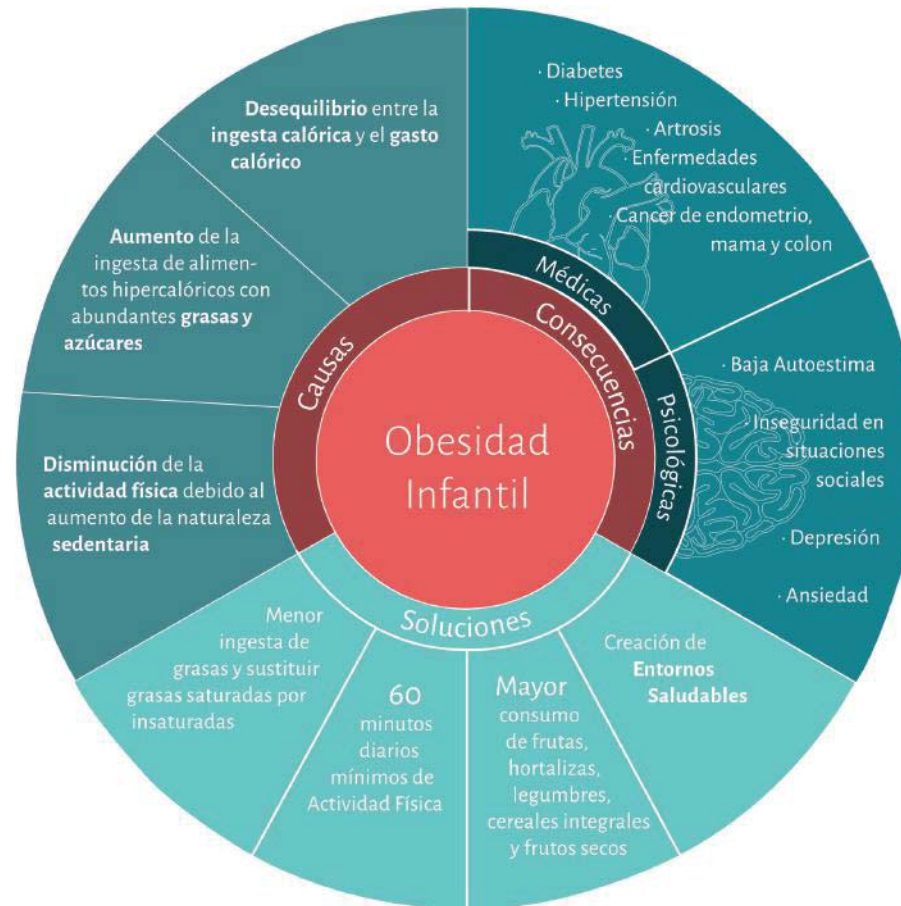 Desequilibrio entre la
ingesta calórica y el gasto
calórico
Aumento de la
ingesta de alimen-
tos hipercalóricos con
abundantes grasas y
azúcares
Disminución de la
actividad física debido al
aumento de la naturaleza
sedentaria
Causas
Obesidad
Infantil
Consecuencias
Médicas
· Diabetes
· Hipertensión
· Artrosis
· Enfermedades
cardiovasculares
· Cancer de endometrio,
mama y colon
Psicológicas
· Baja Autoestima
· Inseguridad en
situaciones
sociales
· Depresión
· Ansiedad
Soluciones
Menor
ingesta de
grasas y sustituir
grasas saturadas por
insaturadas
60
minutos
diarios
mínimos de
Actividad Física
Mayor
consumo
de frutas,
hortalizas,
legumbres,
cereales integrales
y frutos secos
Creación de
Entornos
Saludables